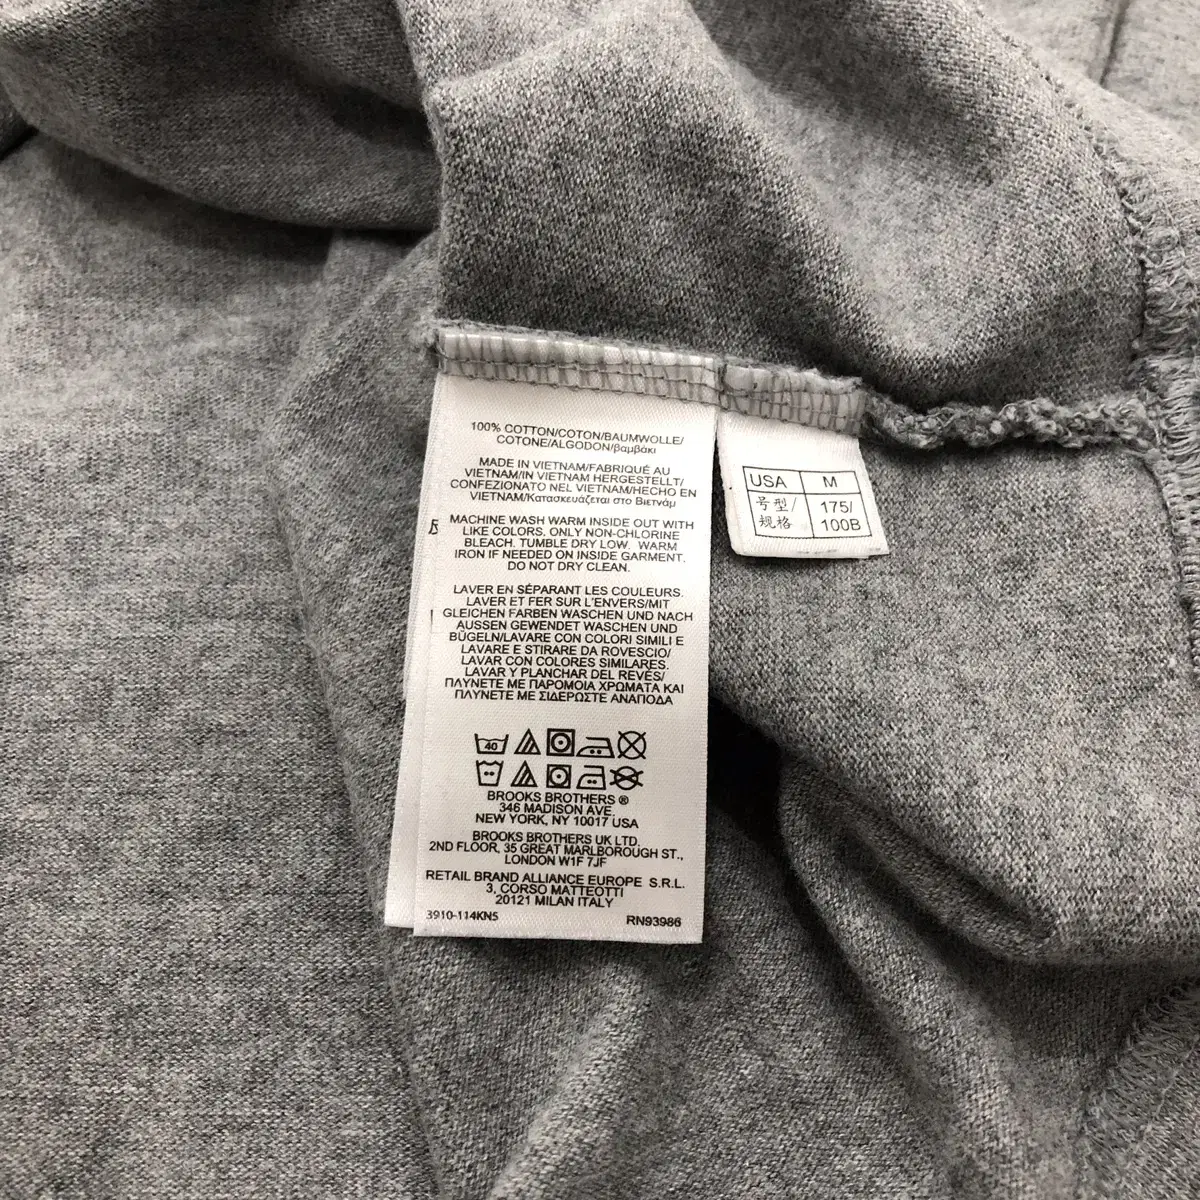 100% COTTON/COTON/BAUMWOLLE/
COTONE/ALGODON/βαμβάκι
MADE IN VIETNAM/FABRIQUÉ AU
VIETNAM/IN VIETNAM HERGESTELLT/
CONFEZIONATO NEL VIETNAM/HECHO EN
VIETNAM/Κατασκευάζεται στο Βιετνάμ
MACHINE WASH WARM INSIDE OUT WITH
LIKE COLORS. ONLY NON-CHLORINE
BLEACH. TUMBLE DRY LOW. WARM
IRON IF NEEDED ON INSIDE GARMENT.
DO NOT DRY CLEAN.
LAVER EN SÉPARANT LES COULEURS.
LAVER ET FER SUR L'ENVERS/MIT
GLEICHEN FARBEN WASCHEN UND NACH
AUSSEN GEWENDET WASCHEN UND
BÜGELN/LAVARE CON COLORI SIMILI E
LAVARE E STIRARE DA ROVESCIO/
LAVAR CON COLORES SIMILARES.
LAVAR Y PLANCHAR DEL REVÉS/
ΠΛΥΝΕΤΕ ΜΕ ΠΑΡΟΜΟΙΑ ΧΡΩΜΑΤΑ ΚΑΙ
ΠΛΥΝΕΤΕ ΜΕ ΣΙΔΕΡΩΣΤΕ ΑΝΑΠΟΔΑ
40
BROOKS BROTHERS ®
346 MADISON AVE.
NEW YORK, NY 10017 USA
BROOKS BROTHERS UK LTD.
2ND FLOOR, 35 GREAT MARLBOROUGH ST.,
LONDON W1F 7JF
RETAIL BRAND ALLIANCE EUROPE S.R.L.
3, CORSO MATTEOTTI
20121 MILAN ITALY
3910-114KN5 RN93986
USA M
号型/ 175/
规格 100B